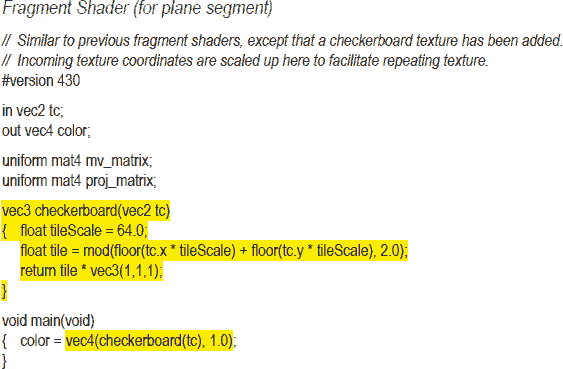 Fragment Shader (for plane segment)
// Similar to previous fragment shaders, except that a checkerboard texture has been added.
// Incoming texture coordinates are scaled up here to facilitate repeating texture.
#version 430
in vec2 tc;
out vec4 color;
uniform mat4 mv_matrix;
uniform mat4 proj_matrix;
vec3 checkerboard(vec2 tc)
{ float tileScale = 64.0;
float tile = mod(floor(tc.x * tileScale) + floor(tc.y * tileScale), 2.0);
return tile * vec3(1,1,1);
}
void main(void)
{ color = vec4(checkerboard(tc), 1.0);
}